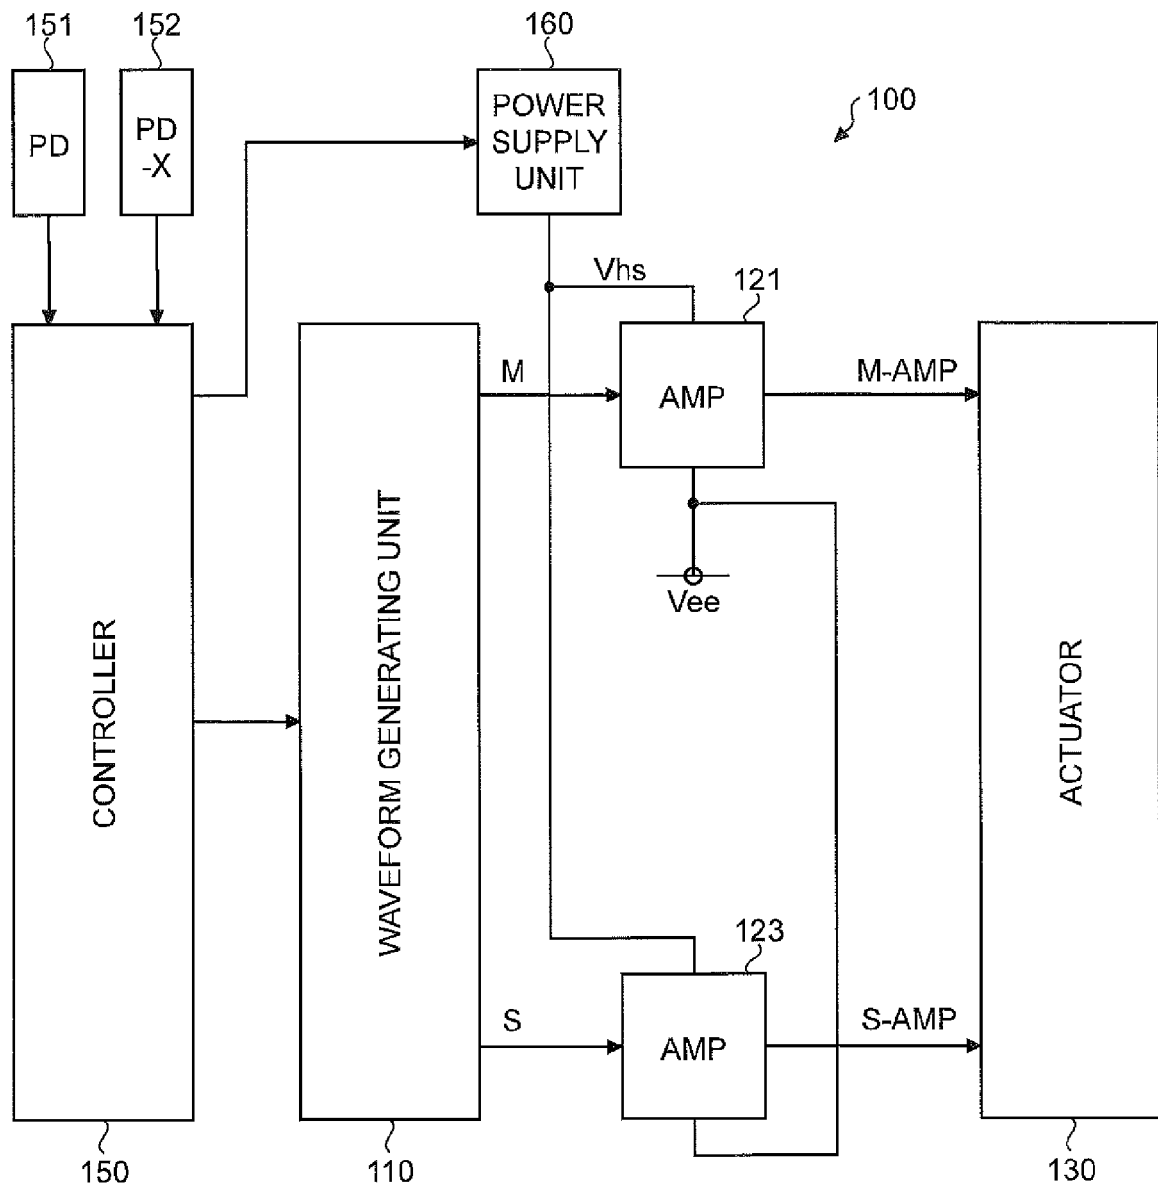 151
152
160
100
PD
PD
-X
POWER
SUPPLY
UNIT
Vhs
121
M
AMP
M-AMP
Vee
CONTROLLER
WAVEFORM GENERATING UNIT
ACTUATOR
123
S
AMP
S-AMP
150
110
130